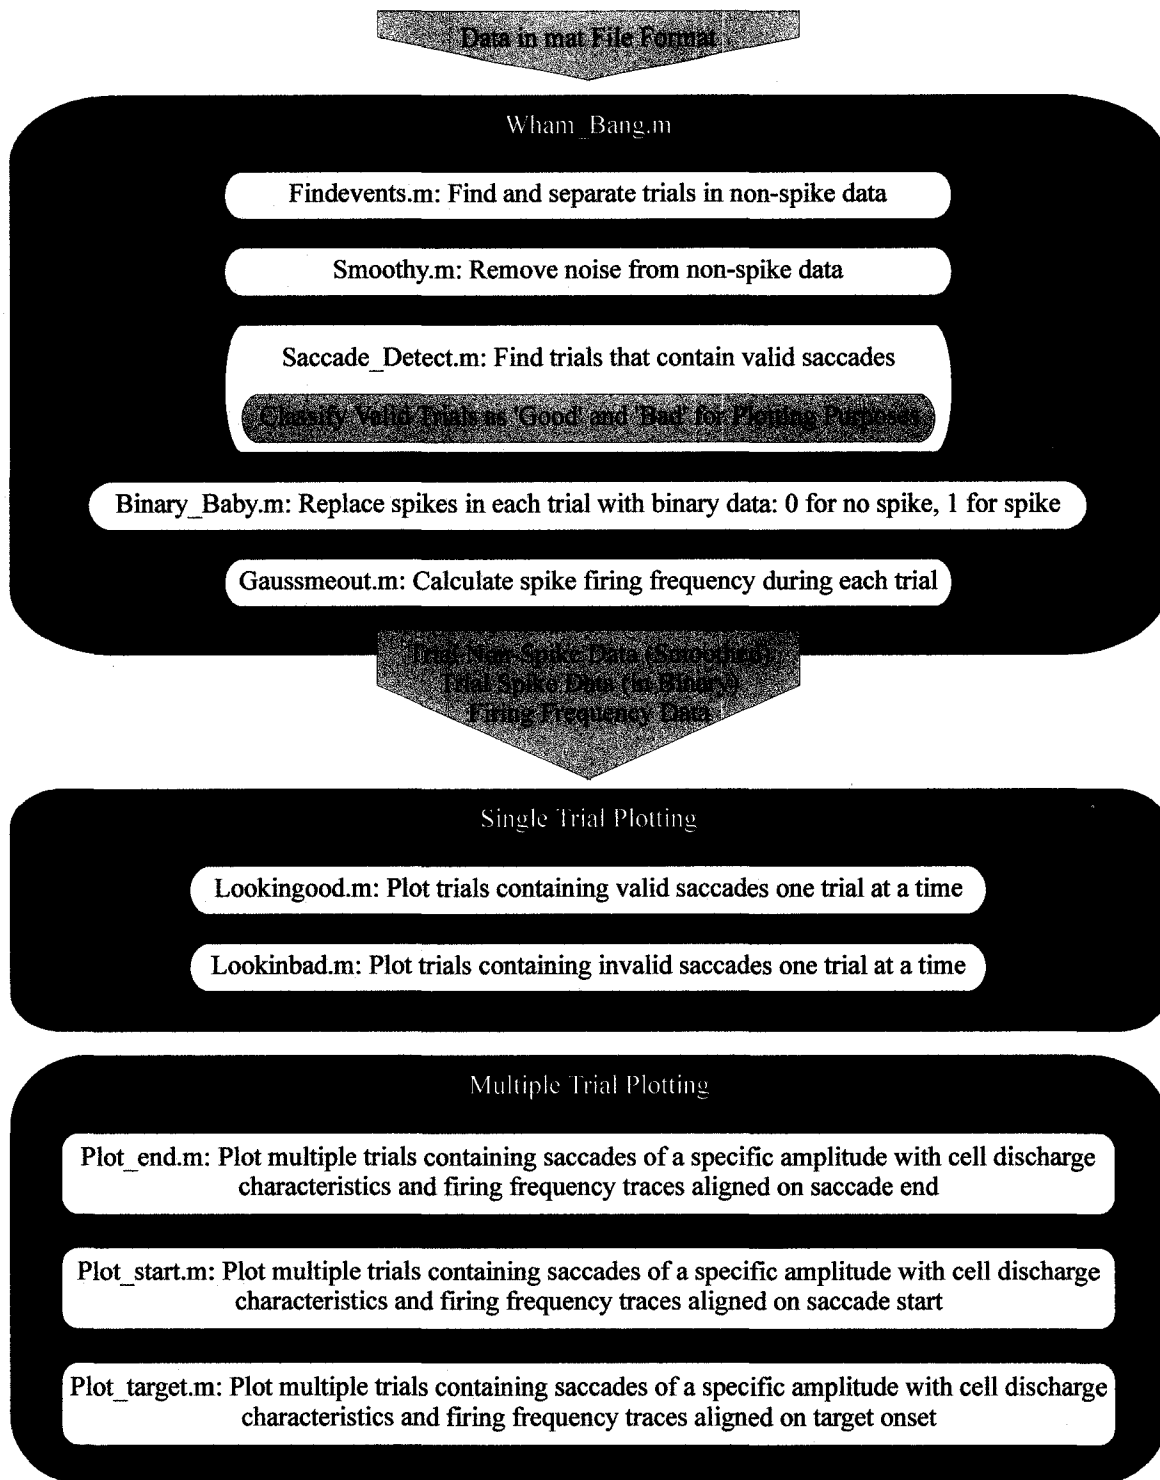 Data in mat File Format
Wham_Bang.m
Findevents.m: Find and separate trials in non-spike data
Smoothy.m: Remove noise from non-spike data
Saccade_Detect.m: Find trials that contain valid saccades
Classify Valid Trials as 'Good' and 'Bad' for Plotting Purposes
Binary_Baby.m: Replace spikes in each trial with binary data: 0 for no spike, 1 for spike
Gaussmeout.m: Calculate spike firing frequency during each trial
Trial Non-Spike Data (Smoothed)
Trial Spike Data (in Binary)
Firing Frequency Data
Single Trial Plotting
Lookingood.m: Plot trials containing valid saccades one trial at a time
Lookinbad.m: Plot trials containing invalid saccades one trial at a time
Multiple Trial Plotting
Plot_end.m: Plot multiple trials containing saccades of a specific amplitude with cell discharge
characteristics and firing frequency traces aligned on saccade end
Plot_start.m: Plot multiple trials containing saccades of a specific amplitude with cell discharge
characteristics and firing frequency traces aligned on saccade start
Plot_target.m: Plot multiple trials containing saccades of a specific amplitude with cell discharge
characteristics and firing frequency traces aligned on target onset